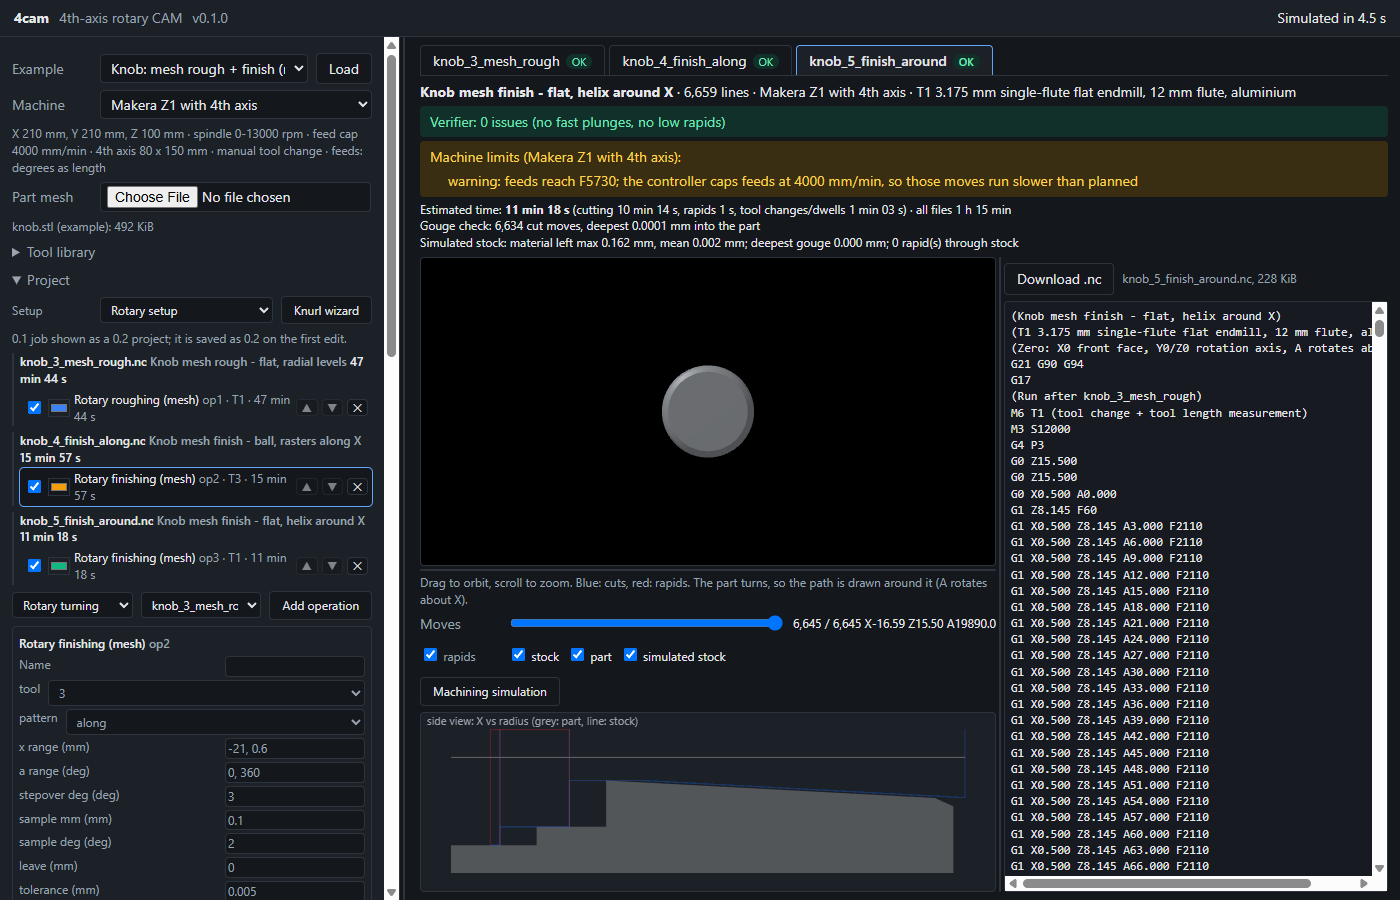 4cam 4th-axis rotary CAM v0.1.0
Simulated in 4.5 s
Example
Knob: mesh rough + finish (
Load
Machine
Makera Z1 with 4th axis
X 210 mm, Y 210 mm, Z 100 mm · spindle 0-13000 rpm · feed cap
4000 mm/min · 4th axis 80 x 150 mm · manual tool change · feeds:
degrees as length
Part mesh
Choose File No file chosen
knob.stl (example): 492 KiB
Tool library
Project
Setup
Rotary setup
Knurl wizard
0.1 job shown as a 0.2 project; it is saved as 0.2 on the first edit.
knob_3_mesh_rough.nc Knob mesh rough - flat, radial levels 47
min 44 s
Rotary roughing (mesh) op1 · T1 · 47 min
44 s
knob_4_finish_along.nc Knob mesh finish - ball, rasters along X
15 min 57 s
Rotary finishing (mesh) op2 · T3 · 15 min
57 s
knob_5_finish_around.nc Knob mesh finish - flat, helix around X
11 min 18 s
Rotary finishing (mesh) op3 · T1 · 11 min
18 s
Rotary turning
knob_3_mesh_rc
Add operation
Rotary finishing (mesh) op2
Name
tool 3
pattern along
x range (mm) -21, 0.6
a range (deg) 0, 360
stepover deg (deg) 3
sample mm (mm) 0.1
sample deg (deg) 2
leave (mm) 0
tolerance (mm) 0.005
knob_3_mesh_rough OK
knob_4_finish_along OK
knob_5_finish_around OK
Knob mesh finish - flat, helix around X · 6,659 lines · Makera Z1 with 4th axis · T1 3.175 mm single-flute flat endmill, 12 mm flute, aluminium
Verifier: 0 issues (no fast plunges, no low rapids)
Machine limits (Makera Z1 with 4th axis):
warning: feeds reach F5730; the controller caps feeds at 4000 mm/min, so those moves run slower than planned
Estimated time: 11 min 18 s (cutting 10 min 14 s, rapids 1 s, tool changes/dwells 1 min 03 s) · all files 1 h 15 min
Gouge check: 6,634 cut moves, deepest 0.0001 mm into the part
Simulated stock: material left max 0.162 mm, mean 0.002 mm; deepest gouge 0.000 mm; 0 rapid(s) through stock
Drag to orbit, scroll to zoom. Blue: cuts, red: rapids. The part turns, so the path is drawn around it (A rotates
about X).
Moves
6,645 / 6,645 X-16.59 Z15.50 A19890.0
rapids
stock
part
simulated stock
Machining simulation
side view: X vs radius (grey: part, line: stock)
Download .nc
knob_5_finish_around.nc, 228 KiB
(Knob mesh finish - flat, helix around X)
(T1 3.175 mm single-flute flat endmill, 12 mm flute, al
(Zero: X0 front face, Y0/Z0 rotation axis, A rotates ab
G21 G90 G94
G17
(Run after knob_3_mesh_rough)
M6 T1 (tool change + tool length measurement)
M3 S12000
G4 P3
G0 Z15.500
G0 Z15.500
G0 X0.500 A0.000
G1 Z8.145 F60
G1 X0.500 Z8.145 A3.000 F2110
G1 X0.500 Z8.145 A6.000 F2110
G1 X0.500 Z8.145 A9.000 F2110
G1 X0.500 Z8.145 A12.000 F2110
G1 X0.500 Z8.145 A15.000 F2110
G1 X0.500 Z8.145 A18.000 F2110
G1 X0.500 Z8.145 A21.000 F2110
G1 X0.500 Z8.145 A24.000 F2110
G1 X0.500 Z8.145 A27.000 F2110
G1 X0.500 Z8.145 A30.000 F2110
G1 X0.500 Z8.145 A33.000 F2110
G1 X0.500 Z8.145 A36.000 F2110
G1 X0.500 Z8.145 A39.000 F2110
G1 X0.500 Z8.145 A42.000 F2110
G1 X0.500 Z8.145 A45.000 F2110
G1 X0.500 Z8.145 A48.000 F2110
G1 X0.500 Z8.145 A51.000 F2110
G1 X0.500 Z8.145 A54.000 F2110
G1 X0.500 Z8.145 A57.000 F2110
G1 X0.500 Z8.145 A60.000 F2110
G1 X0.500 Z8.145 A63.000 F2110
G1 X0.500 Z8.145 A66.000 F2110